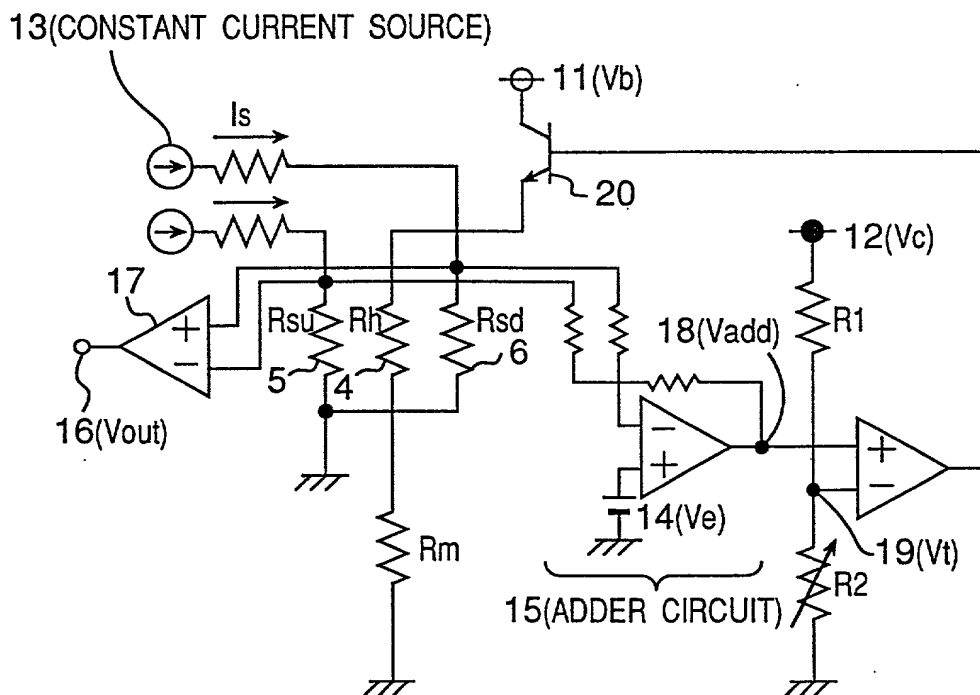 13(CONSTANT CURRENT SOURCE)
11(Vb)
Is
20
12(Vc)
17
+
−
Rsu
Rh
Rsd
R1
18(Vadd)
5
4
6
16(Vout)
−
+
+
−
14(Ve)
19(Vt)
Rm
R2
15(ADDER CIRCUIT)